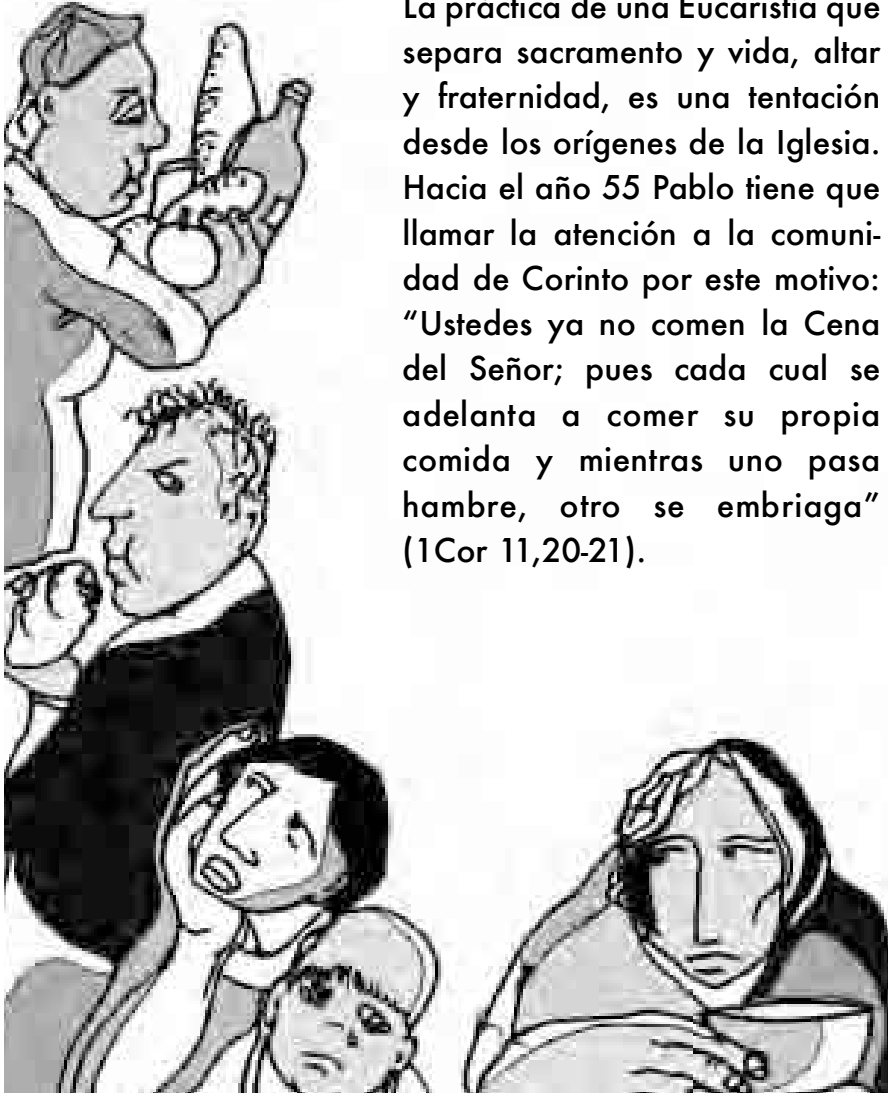 La práctica de una Eucaristía que
separa sacramento y vida, altar
y fraternidad, es una tentación
desde los orígenes de la Iglesia.
Hacia el año 55 Pablo tiene que
llamar la atención a la comuni-
dad de Corinto por este motivo:
“Ustedes ya no comen la Cena
del Señor; pues cada cual se
adelanta a comer su propia
comida y mientras uno pasa
hambre, otro se embriaga”
(1Cor 11,20-21).